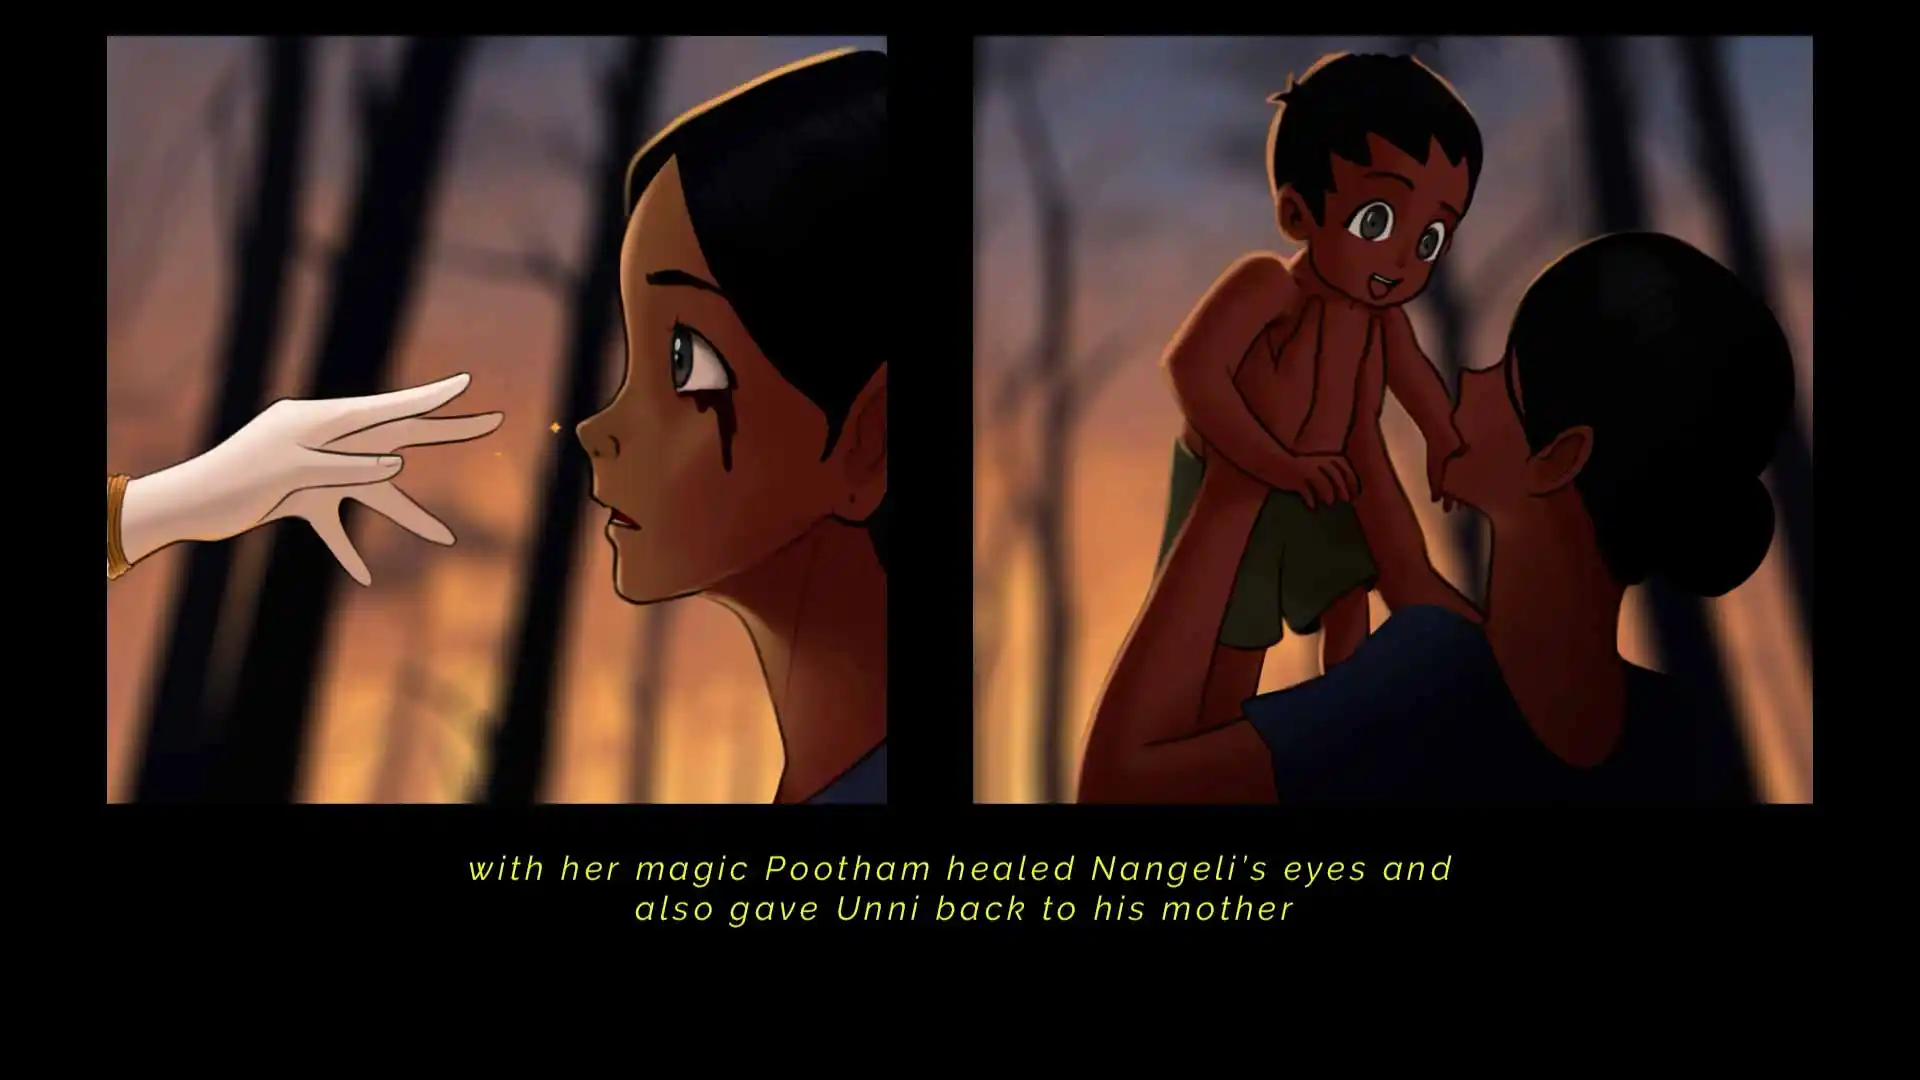 with her magic Pootham healed Nangeli's eyes and
also gave Unni back to his mother